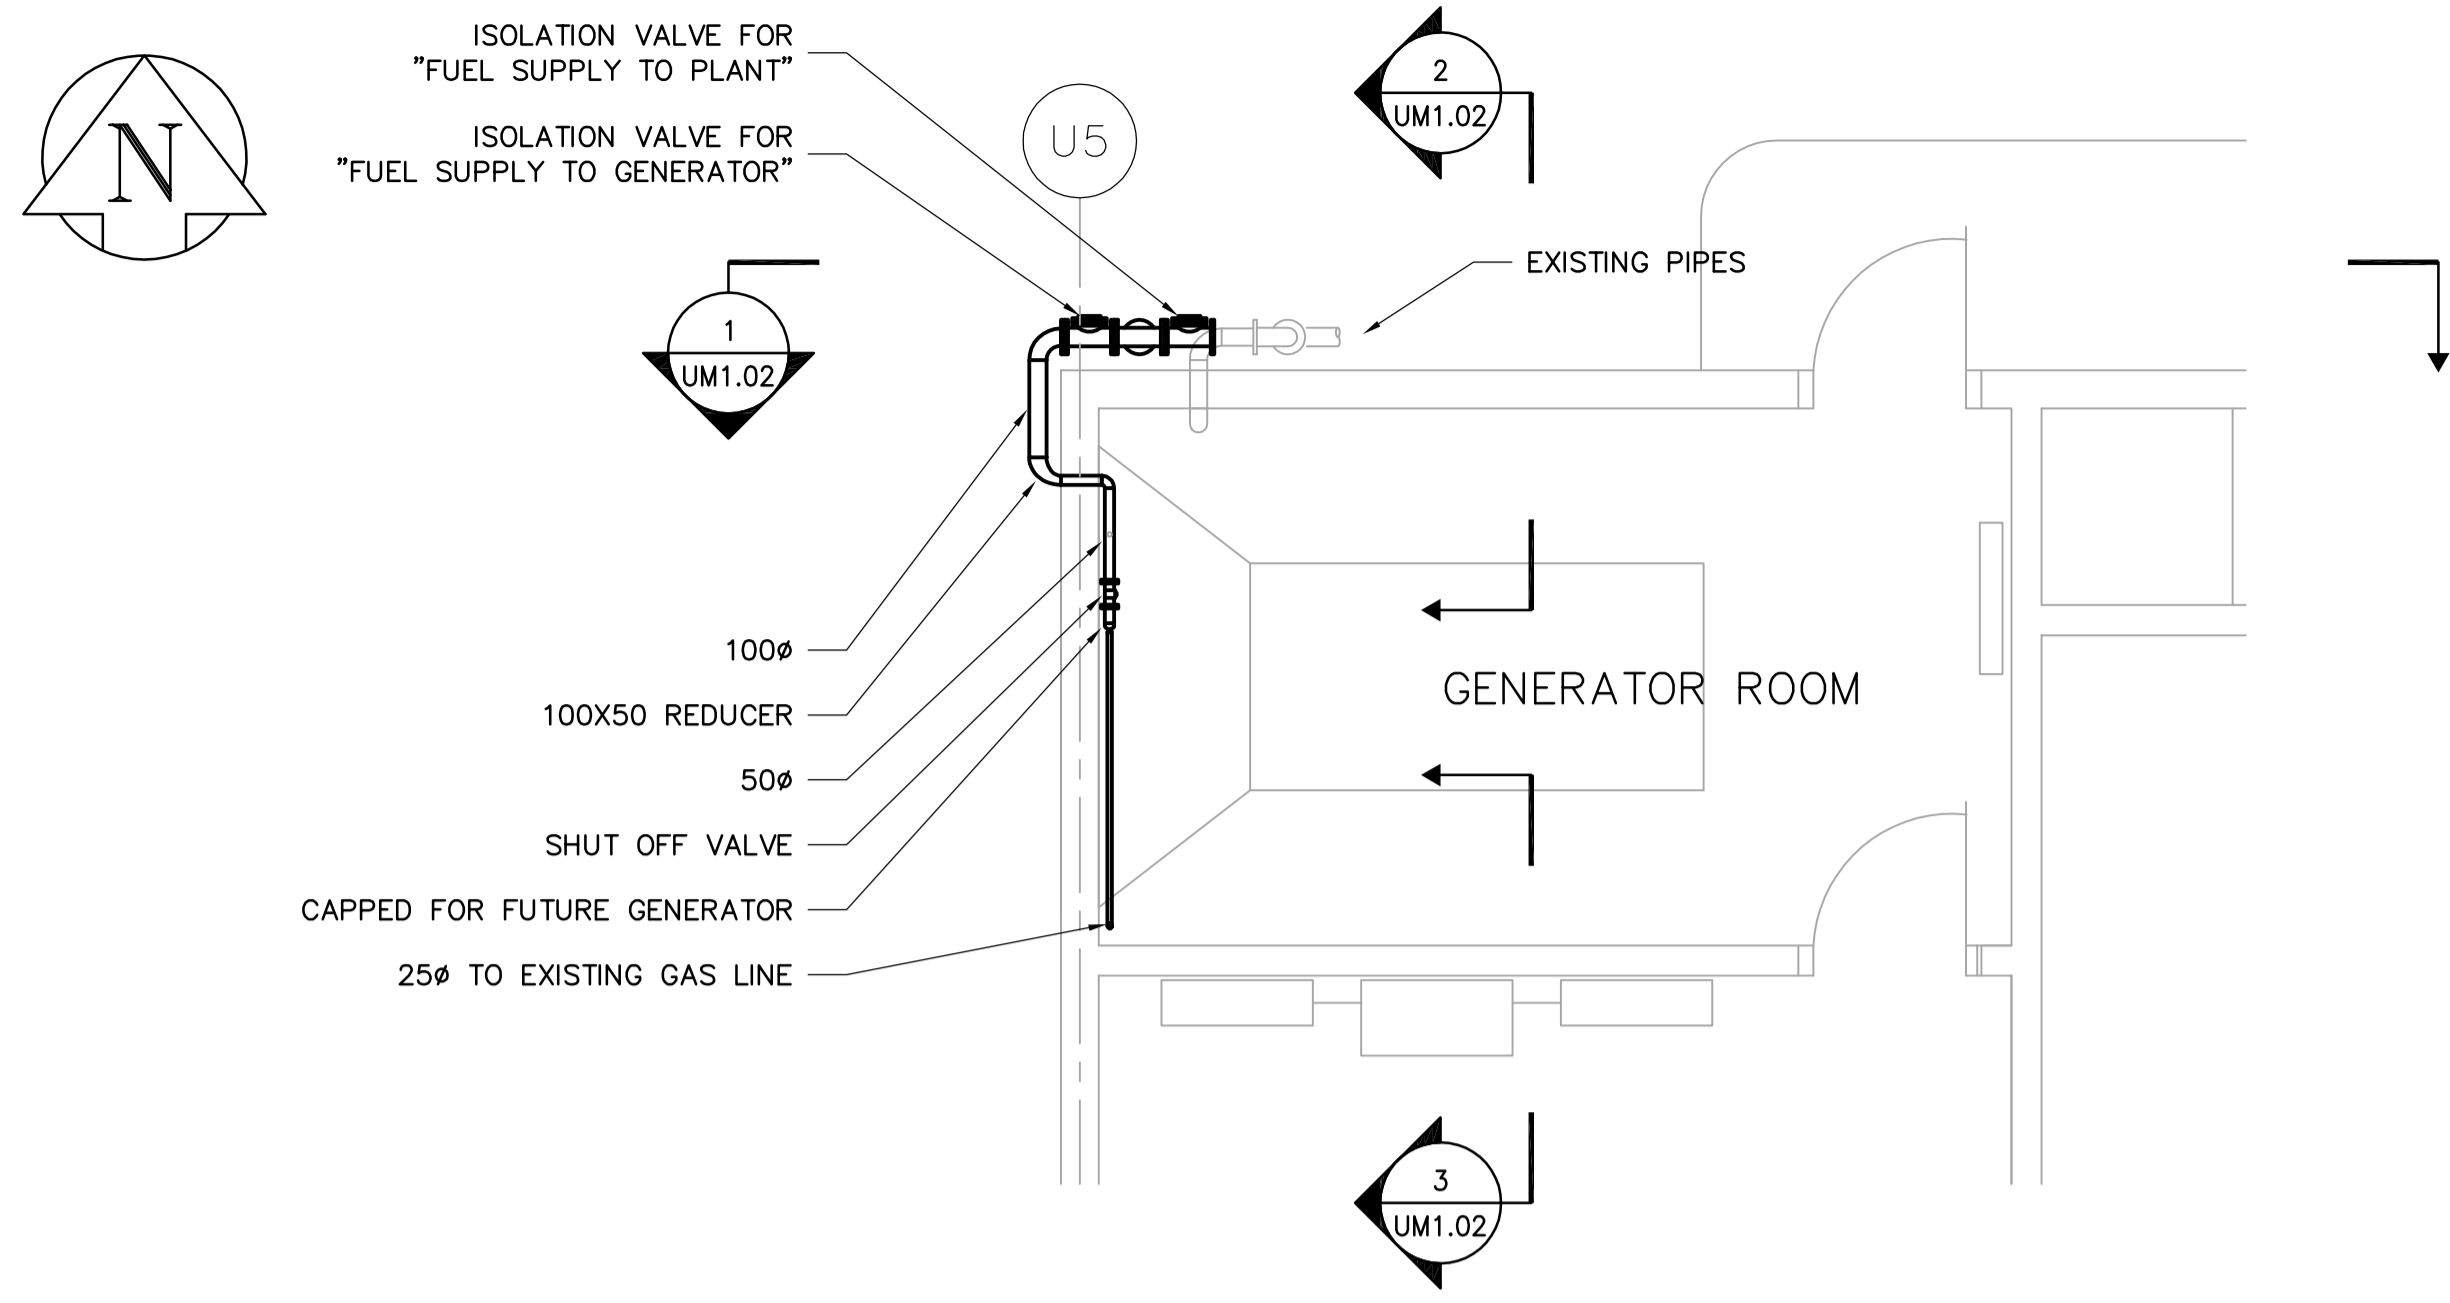 N
ISOLATION VALVE FOR
"FUEL SUPPLY TO PLANT"
ISOLATION VALVE FOR
"FUEL SUPPLY TO GENERATOR"
U5
2
UM1.02
EXISTING PIPES
1
UM1.02
100ø
100X50 REDUCER
50ø
SHUT OFF VALVE
CAPPED FOR FUTURE GENERATOR
25ø TO EXISTING GAS LINE
GENERATOR ROOM
3
UM1.02